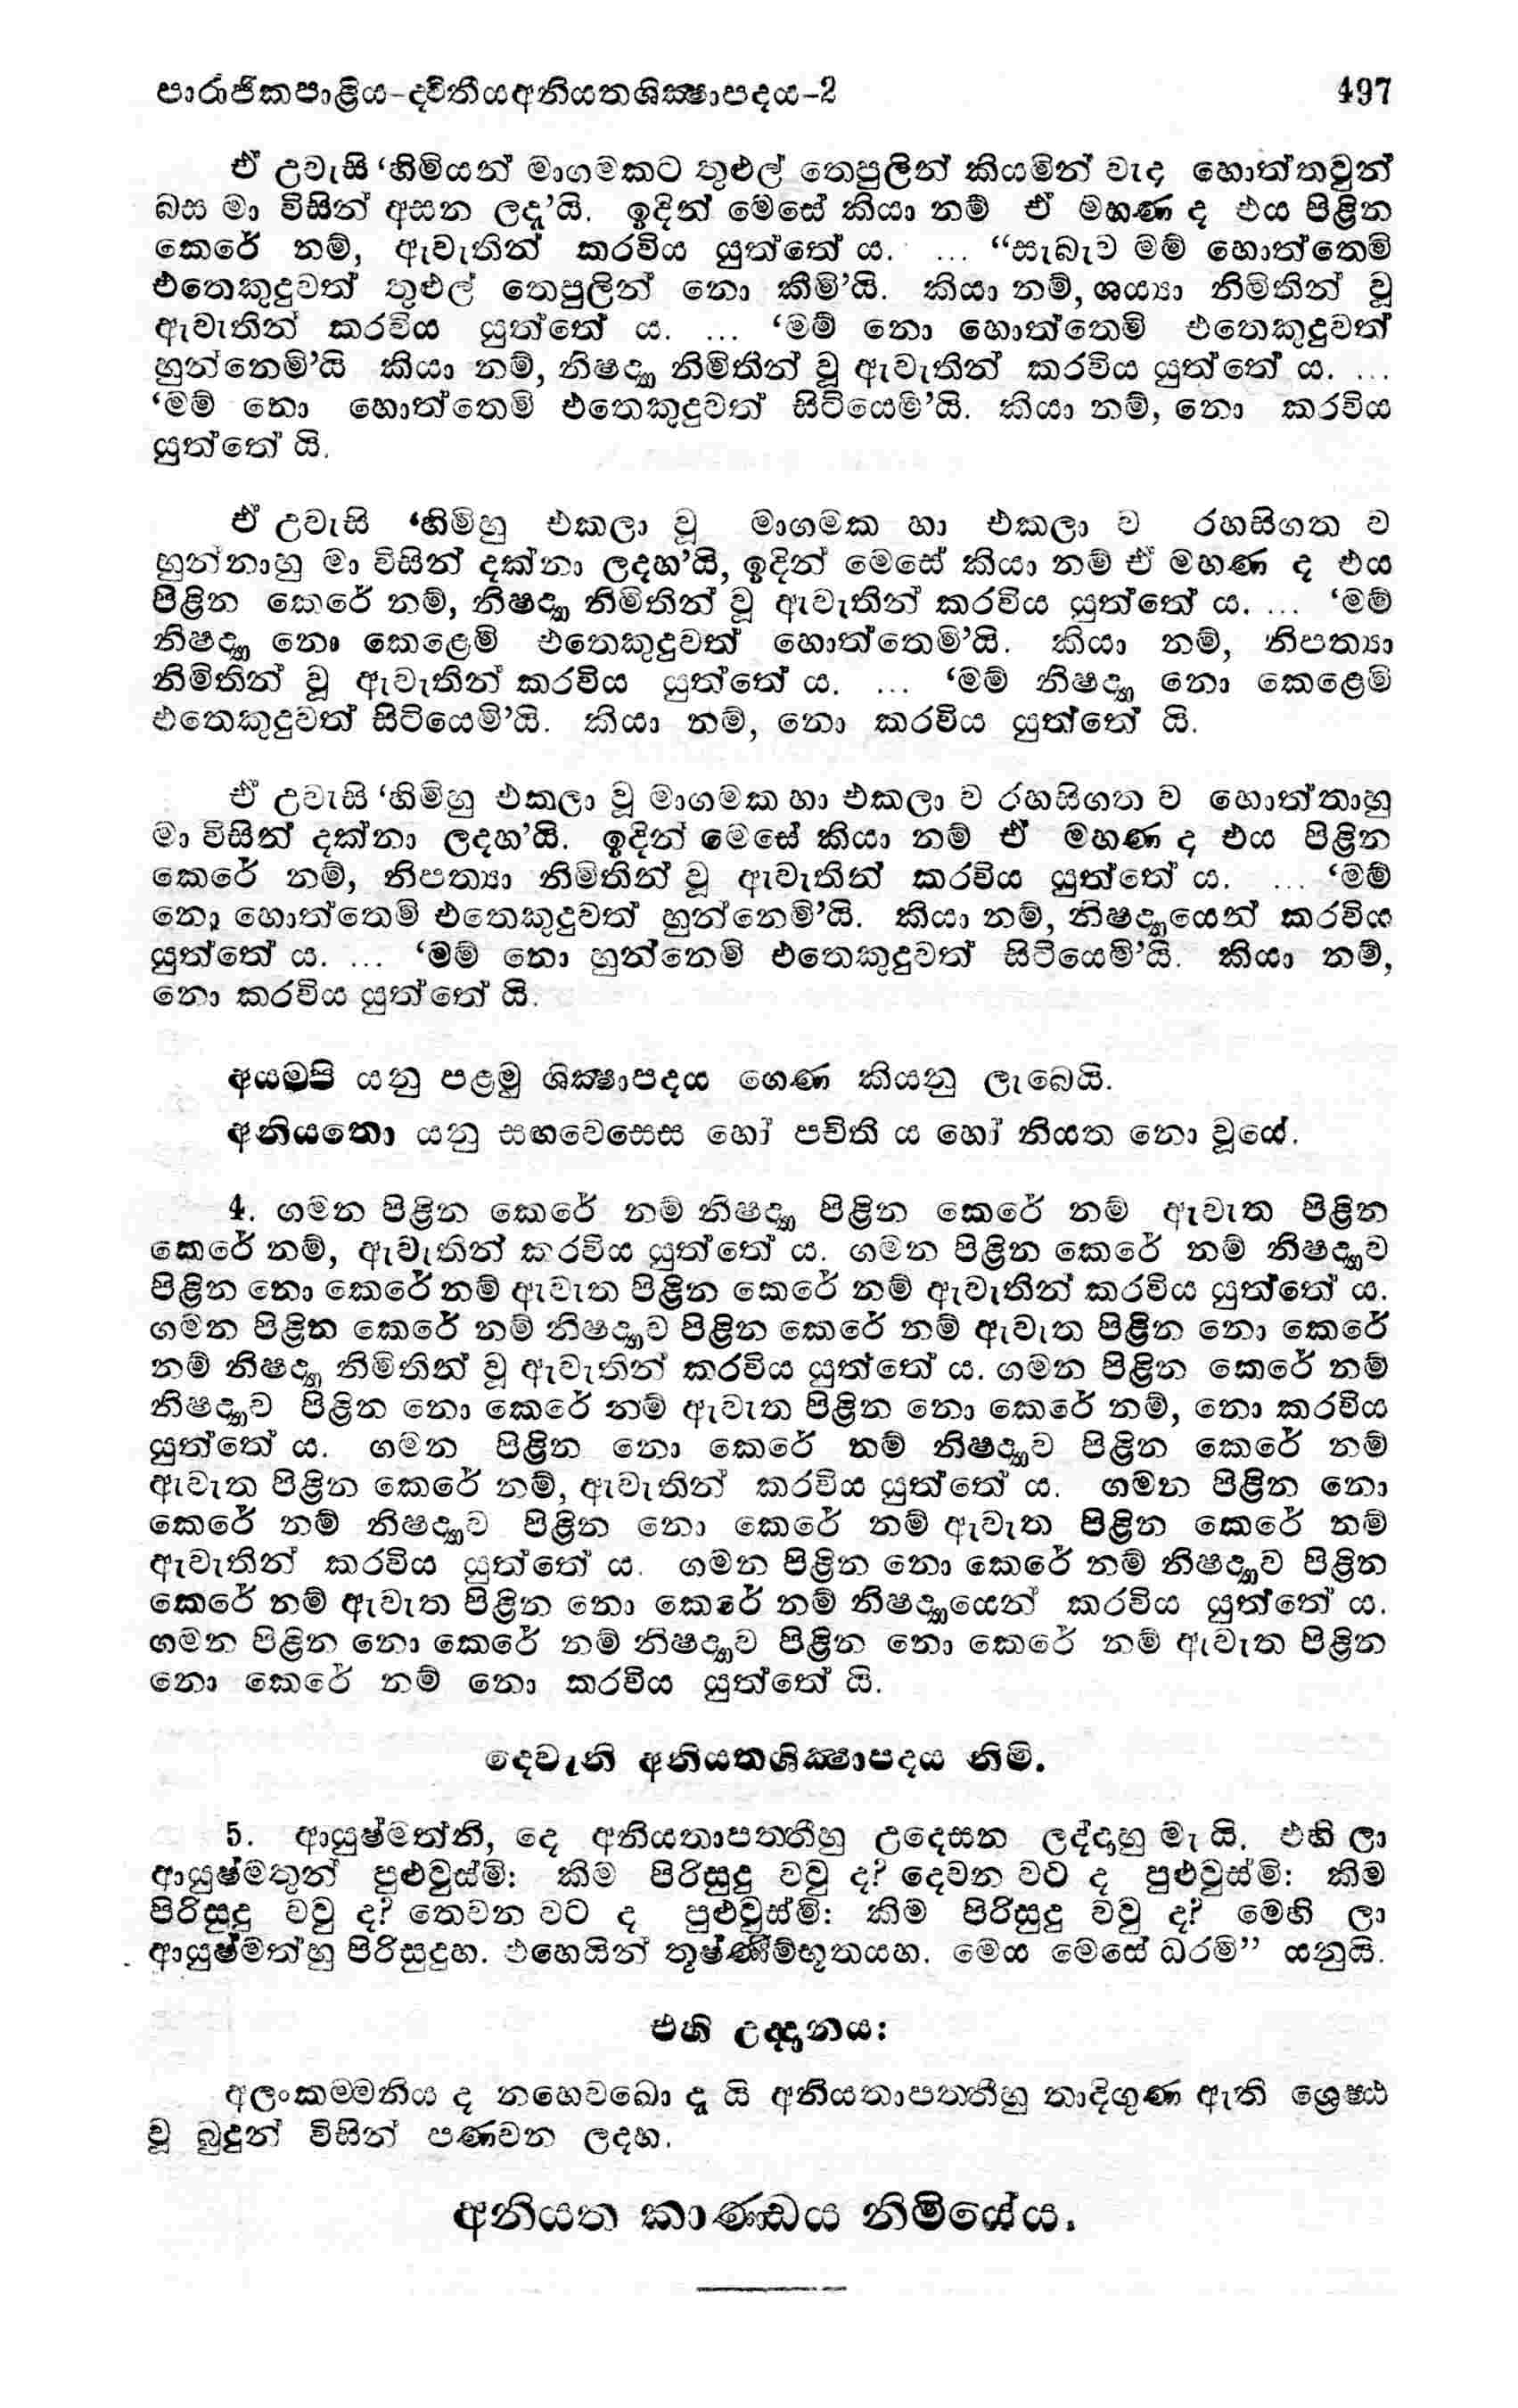 පාරාජිකපාළිය-ද්විතීයඅනියතශික්‍ෂාපදය-2 497
ඒ උවැසි ‘හිමියන් මාගමකට තුළුල් තෙපුලින් කියමින් වැද හොත්තවුන්
බස මා විසින් අසන ලදැ’යි. ඉදින් මෙසේ කියා නම් ඒ මහණ ද එය පිළින
කෙරේ නම්, ඇවැතින් කරවිය යුත්තේ ය. ... “සැබැව මම් හොත්තෙමි
එතෙකුදුවත් තුළුල් තෙපුලින් නො කීමි’යි. කියා නම්, ශය්‍යා නිමිතින් වූ
ඇවැතින් කරවිය යුත්තේ ය. ... ‘මම් නො හොත්තෙමි එතෙකුදුවත්
හුන්නෙමි’යි කියා නම්, නිෂද්‍යා නිමිතින් වූ ඇවැතින් කරවිය යුත්තේ ය. ...
‘මම් නො හොත්තෙමි එතෙකුදුවත් සිටියෙමි’යි. කියා නම්, නො කරවිය
යුත්තේ යි.
ඒ උවැසි ‘හිමිහු එකලා වූ මාගමක හා එකලා ව රහසිගත ව
හුන්නාහු මා විසින් දක්නා ලදහ’යි, ඉදින් මෙසේ කියා නම් ඒ මහණ ද එය
පිළින කෙරේ නම්, නිෂද්‍යා නිමිතින් වූ ඇවැතින් කරවිය යුත්තේ ය. ... ‘මම්
නිෂද්‍යා නො කෙළෙමි එතෙකුදුවත් හොත්තෙමි’යි. කියා නම්, නිපත්‍යා
නිමිතින් වූ ඇවැතින් කරවිය යුත්තේ ය. ... ‘මම් නිෂද්‍යා නො කෙළෙමි
එතෙකුදුවත් සිටියෙමි’යි. කියා නම්, නො කරවිය යුත්තේ යි.
ඒ උවැසි ‘හිමිහු එකලා වූ මාගමක හා එකලා ව රහසිගත ව හොත්තාහු
මා විසින් දක්නා ලදහ’යි. ඉදින් මෙසේ කියා නම් ඒ මහණ ද එය පිළින
කෙරේ නම්, නිපත්‍යා නිමිතින් වූ ඇවැතින් කරවිය යුත්තේ ය. ... ‘මම්
නො හොත්තෙමි එතෙකුදුවත් හුන්නෙමි’යි. කියා නම්, නිෂද්‍යායෙන් කරවිය
යුත්තේ ය. ... ‘මම් නො හුන්නෙමි එතෙකුදුවත් සිටියෙමි’යි. කියා නම්,
නො කරවිය යුත්තේ යි.
අයමපි යනු පළමු ශික්‍ෂාපදය ගෙණ කියනු ලැබෙයි.
අනියතො යනු සඟවෙසෙස හෝ පචිති ය හෝ නියත නො වූයේ.
4. ගමන පිළින කෙරේ නම් නිෂද්‍යා පිළින කෙරේ නම් ඇවැත පිළින
කෙරේ නම්, ඇවැතින් කරවිය යුත්තේ ය. ගමන පිළින කෙරේ නම් නිෂද්‍යාව
පිළින නො කෙරේ නම් ඇවැත පිළින කෙරේ නම් ඇවැතින් කරවිය යුත්තේ ය.
ගමන පිළින කෙරේ නම් නිෂද්‍යාව පිළින කෙරේ නම් ඇවැත පිළින නො කෙරේ
නම් නිෂද්‍යා නිමිතින් වූ ඇවැතින් කරවිය යුත්තේ ය. ගමන පිළින කෙරේ නම්
නිෂද්‍යාව පිළින නො කෙරේ නම් ඇවැත පිළින නො කෙරේ නම්, නො කරවිය
යුත්තේ ය. ගමන පිළින නො කෙරේ නම් නිෂද්‍යාව පිළින කෙරේ නම්
ඇවැත පිළින කෙරේ නම්, ඇවැතින් කරවිය යුත්තේ ය. ගමන පිළින නො
කෙරේ නම් නිෂද්‍යාව පිළින නො කෙරේ නම් ඇවැත පිළින කෙරේ නම්
ඇවැතින් කරවිය යුත්තේ ය. ගමන පිළින නො කෙරේ නම් නිෂද්‍යාව පිළින
කෙරේ නම් ඇවැත පිළින නො කෙරේ නම් නිෂද්‍යායෙන් කරවිය යුත්තේ ය.
ගමන පිළින නො කෙරේ නම් නිෂද්‍යාව පිළින නො කෙරේ නම් ඇවැත පිළින
නො කෙරේ නම් නො කරවිය යුත්තේ යි.
දෙවැනි අනියතශික්‍ෂාපදය නිමි.
5. ආයුෂ්මත්නි, දෙ අනියතාපත්තීහු උදෙසන ලද්දාහු මැ යි. එහි ලා
ආයුෂ්මතුන් පුළුවුස්මි: කිම පිරිසුදු වවු ද? දෙවන වට ද පුළුවුස්මි: කිම
පිරිසුදු වවු ද? තෙවන වට ද පුළුවුස්මි: කිම පිරිසුදු වවු ද? මෙහි ලා
ආයුෂ්මත්හු පිරිසුදුහ. එහෙයින් තූෂ්ණීම්භූතයහ. මෙය මෙසේ ධරමි” යනුයි.
එහි උද්දානය:
අලංකම්මනිය ද නහෙවඛො දැ යි අනියතාපත්තීහු තාදිගුණ ඇති ශ්‍රේෂ්ඨ
වූ බුදුන් විසින් පණවන ලදහ.
අනියත කාණ්ඩය නිමියේය.